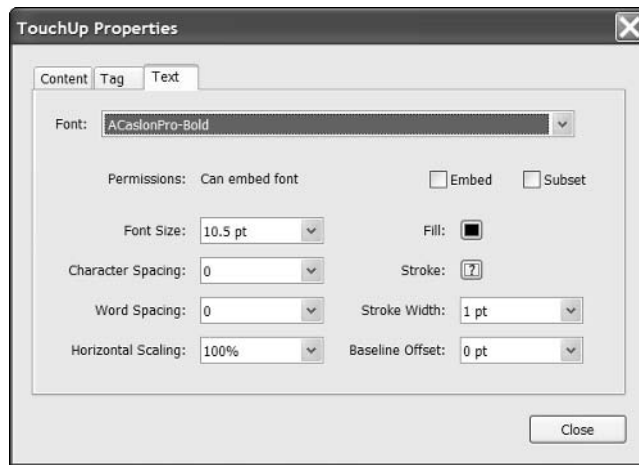 TouchUp Properties
Content Tag Text
Font: ACaslonPro-Bold
Permissions: Can embed font Embed Subset
Font Size: 10.5 pt Fill:
Character Spacing: 0 Stroke: ?
Word Spacing: 0 Stroke Width: 1 pt
Horizontal Scaling: 100% Baseline Offset: 0 pt
Close